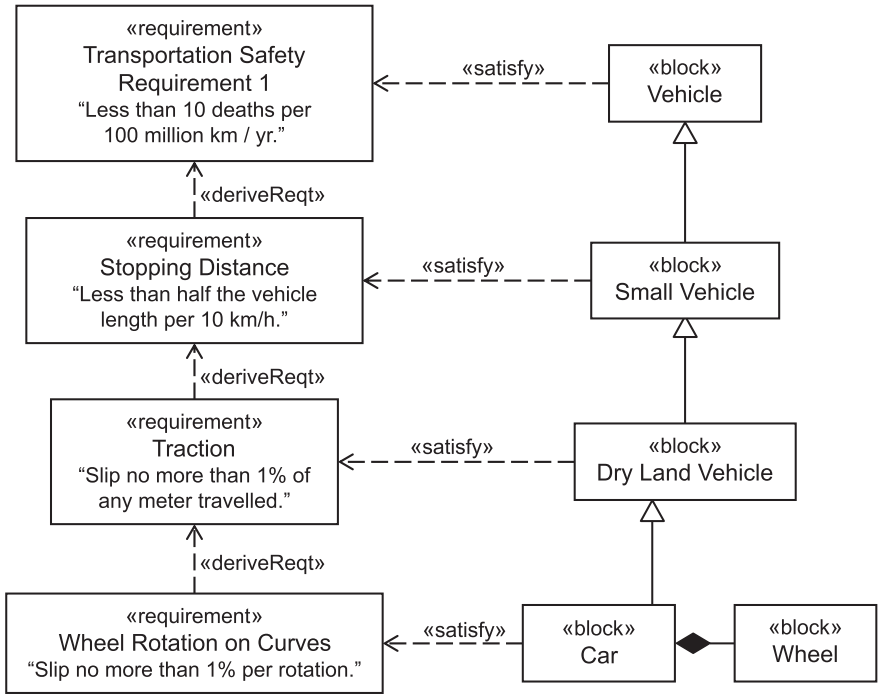 «requirement»
Transportation Safety
Requirement 1
“Less than 10 deaths per
100 million km / yr.”
«satisfy»
«block»
Vehicle
«deriveReqt»
«requirement»
Stopping Distance
“Less than half the vehicle
length per 10 km/h.”
«satisfy»
«block»
Small Vehicle
«deriveReqt»
«requirement»
Traction
“Slip no more than 1% of
any meter travelled.”
«satisfy»
«block»
Dry Land Vehicle
«deriveReqt»
«requirement»
Wheel Rotation on Curves
“Slip no more than 1% per rotation.”
«satisfy»
«block»
Car
«block»
Wheel